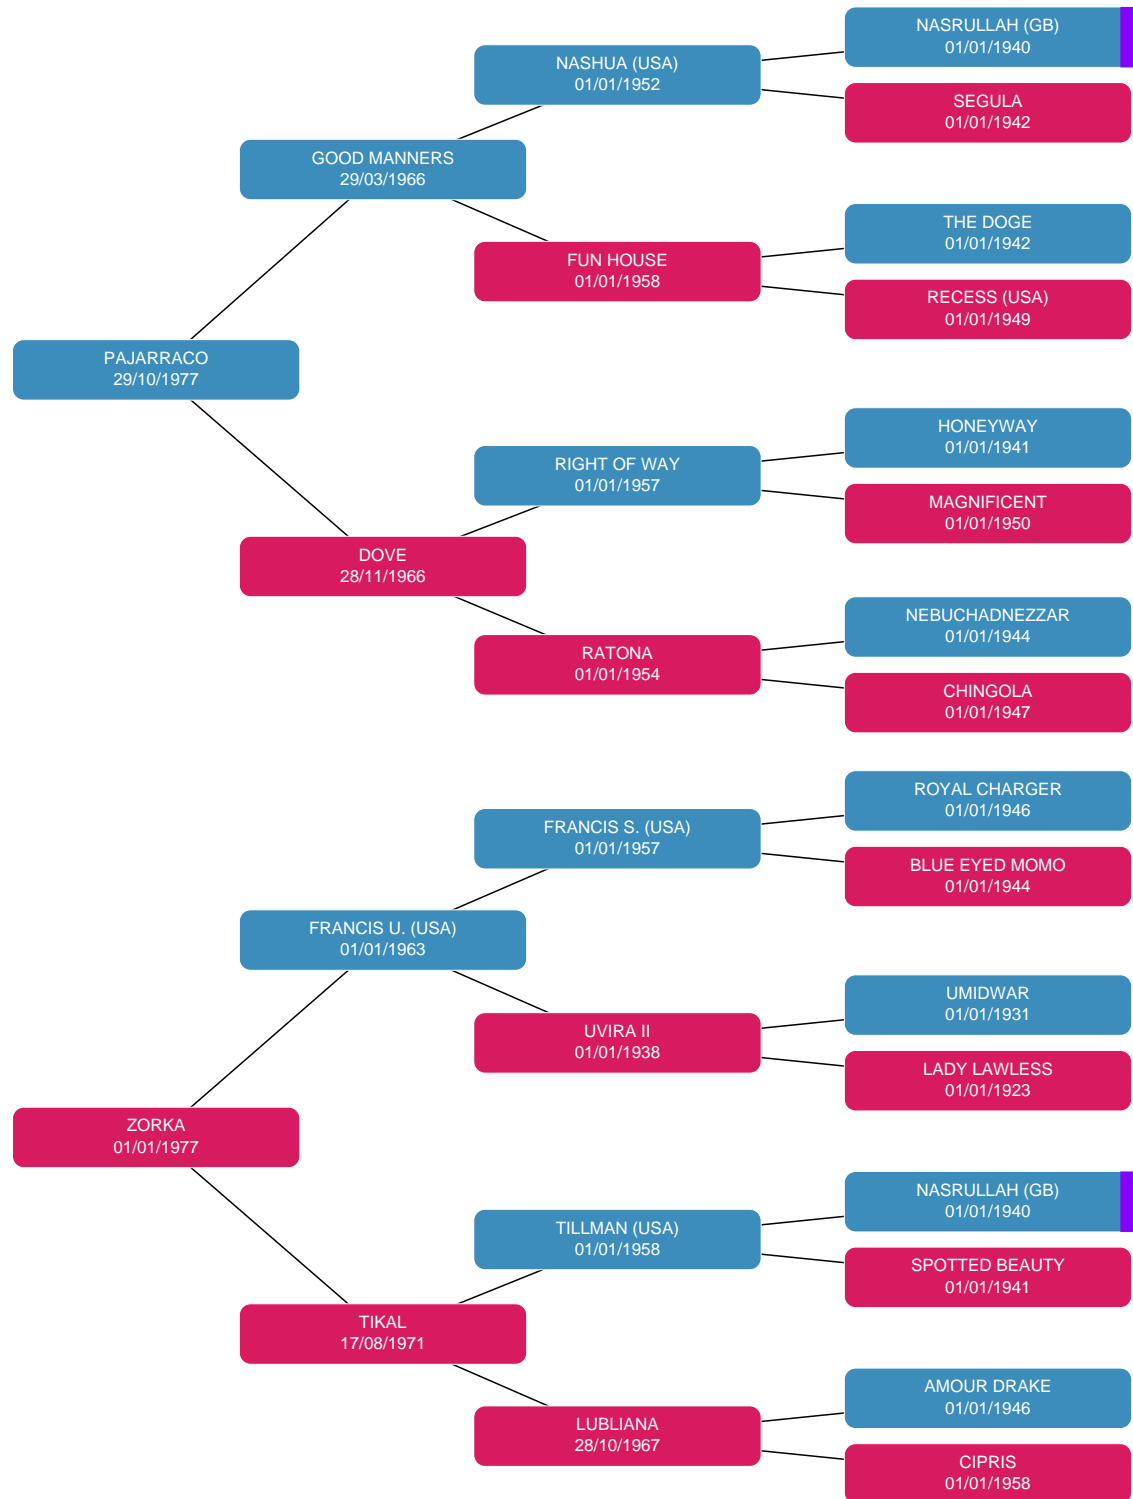 NASRULLAH (GB)
01/01/1940
NASHUA (USA)
01/01/1952
SEGULA
01/01/1942
GOOD MANNERS
29/03/1966
THE DOGE
01/01/1942
FUN HOUSE
01/01/1958
RECESS (USA)
01/01/1949
PAJARRACO
29/10/1977
HONEYWAY
01/01/1941
RIGHT OF WAY
01/01/1957
MAGNIFICENT
01/01/1950
DOVE
28/11/1966
NEBUCHADNEZZAR
01/01/1944
RATONA
01/01/1954
CHINGOLA
01/01/1947
ROYAL CHARGER
01/01/1946
FRANCIS S. (USA)
01/01/1957
BLUE EYED MOMO
01/01/1944
FRANCIS U. (USA)
01/01/1963
UMIDWAR
01/01/1931
UVIRA II
01/01/1938
LADY LAWLESS
01/01/1923
ZORKA
01/01/1977
NASRULLAH (GB)
01/01/1940
TILLMAN (USA)
01/01/1958
SPOTTED BEAUTY
01/01/1941
TIKAL
17/08/1971
AMOUR DRAKE
01/01/1946
LUBLIANA
28/10/1967
CIPRIS
01/01/1958